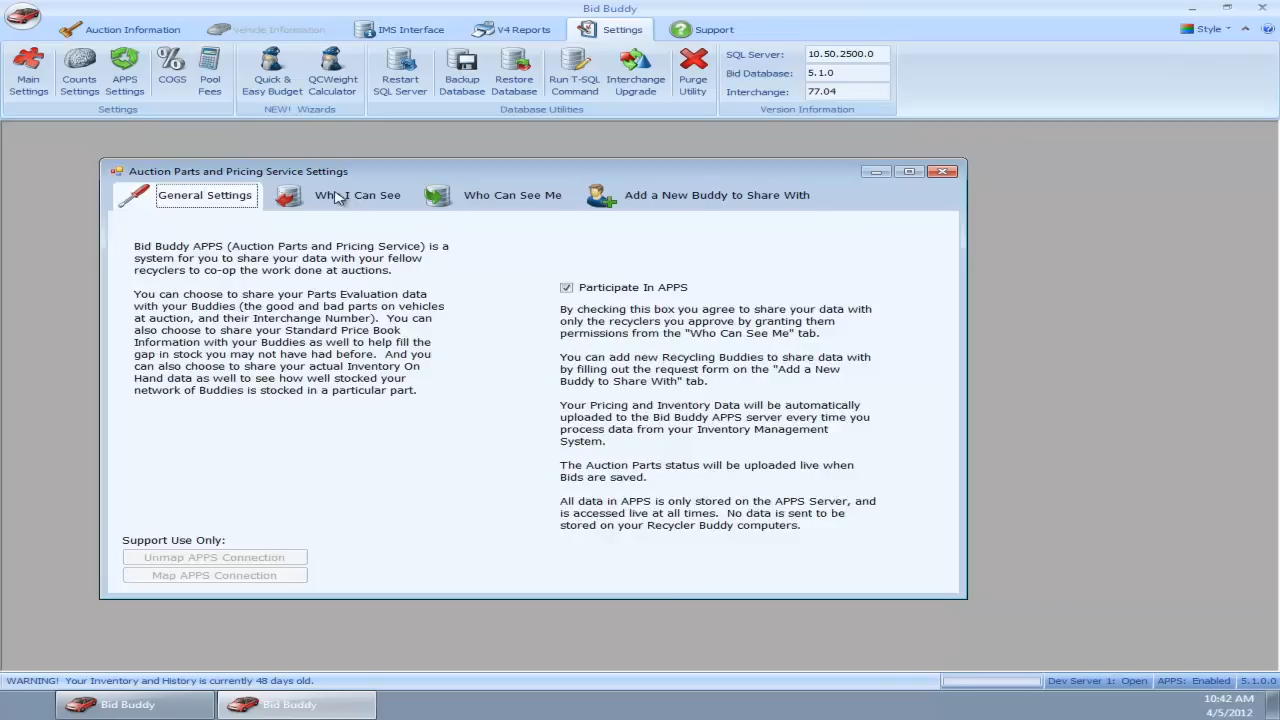 Bid Buddy
Auction Information
Vehicle Information
IMS Interface
V4 Reports
Settings
Support
Style
Main Settings
Counts Settings
APPS Settings
COGS
Pool Fees
Quick & Easy Budget
QCWeight Calculator
Restart SQL Server
Backup Database
Restore Database
Run T-SQL Command
Interchange Upgrade
Purge Utility
SQL Server: 10.50.2500.0
Bid Database: 5.1.0
Interchange: 77.04
Settings
NEW! Wizards
Database Utilities
Version Information
Auction Parts and Pricing Service Settings
General Settings
Who I Can See
Who Can See Me
Add a New Buddy to Share With
Bid Buddy APPS (Auction Parts and Pricing Service) is a
system for you to share your data with your fellow
recyclers to co-op the work done at auctions.
You can choose to share your Parts Evaluation data
with your Buddies (the good and bad parts on vehicles
at auction, and their Interchange Number). You can
also choose to share your Standard Price Book
Information with your Buddies as well to help fill the
gap in stock you may not have had before. And you
can also choose to share your actual Inventory On
Hand data as well to see how well stocked your
network of Buddies is stocked in a particular part.
Participate In APPS
By checking this box you agree to share your data with
only the recyclers you approve by granting them
permissions from the "Who Can See Me" tab.
You can add new Recycling Buddies to share data with
by filling out the request form on the "Add a New
Buddy to Share With" tab.
Your Pricing and Inventory Data will be automatically
uploaded to the Bid Buddy APPS server every time you
process data from your Inventory Management
System.
The Auction Parts status will be uploaded live when
Bids are saved.
All data in APPS is only stored on the APPS Server, and
is accessed live at all times. No data is sent to be
stored on your Recycler Buddy computers.
Support Use Only:
Unmap APPS Connection
Map APPS Connection
WARNING! Your Inventory and History is currently 48 days old.
Dev Server 1: Open
APPS: Enabled
5.1.0.0
Bid Buddy
Bid Buddy
10:42 AM
4/5/2012